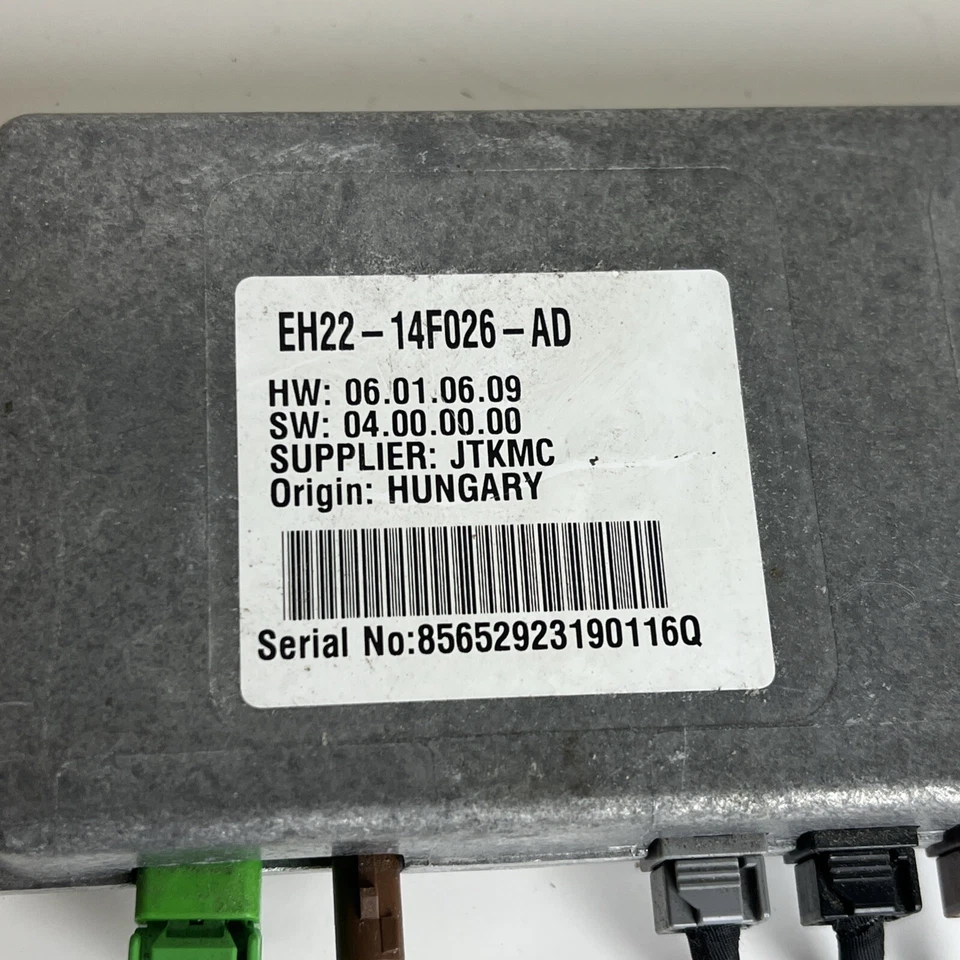 EH22-14F026-AD
HW: 06.01.06.09
SW: 04.00.00.00
SUPPLIER: JTKMC
Origin: HUNGARY
Serial No:85652923190116Q